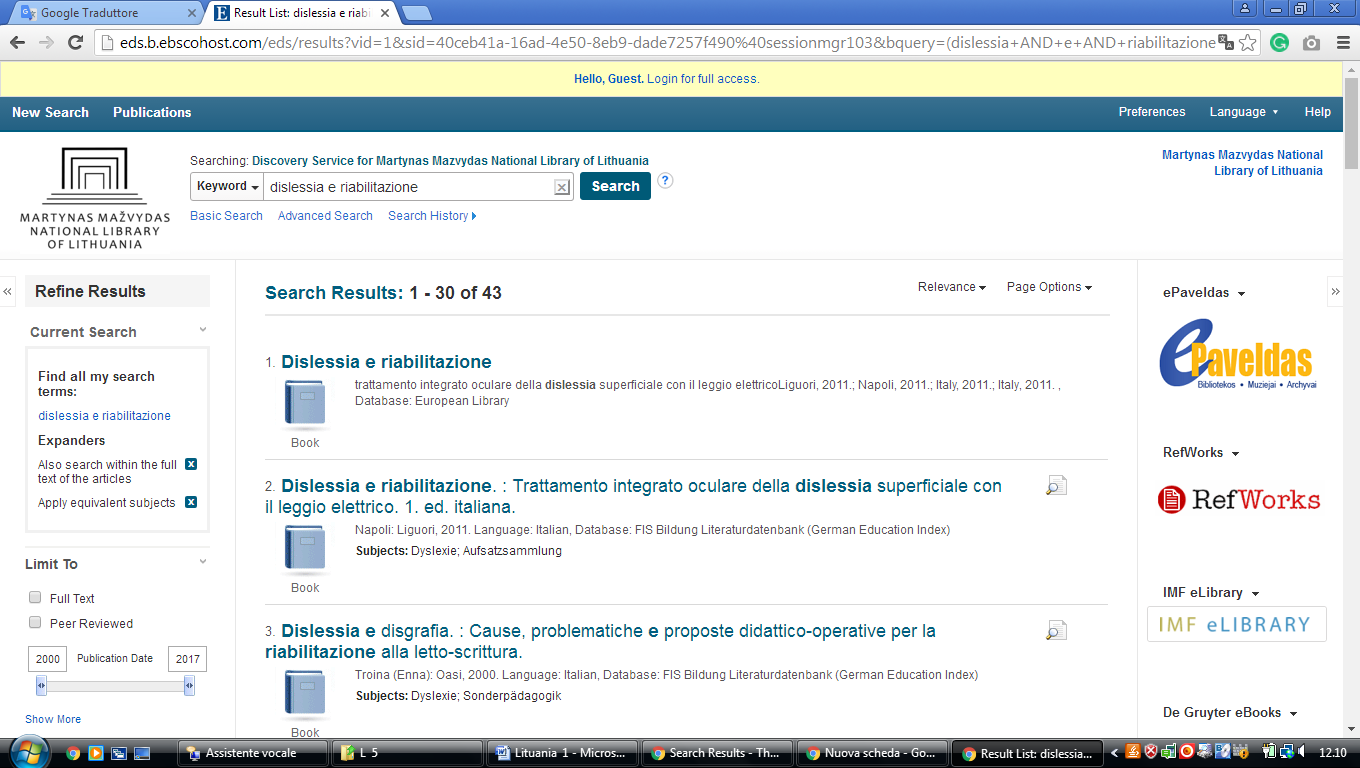 Google Traduttore
Result List: dislessia e riabi
eds.b.ebscohost.com/eds/results?vid=1&sid=40ceb41a-16ad-4e50-8eb9-dade7257f490%40sessionmgr103&bquery=(dislessia+AND+e+AND+riabilitazione
Hello, Guest. Login for full access.
New Search Publications Preferences Language Help
Searching: Discovery Service for Martynas Mazvydas National Library of Lithuania
Martynas Mazvydas National
Library of Lithuania
Keyword dislessia e riabilitazione Search ?
Basic Search Advanced Search Search History
MARTYNAS MAŽVYDAS
NATIONAL LIBRARY
OF LITHUANIA
Refine Results
Current Search
Find all my search
terms:
dislessia e riabilitazione
Expanders
Also search within the full
text of the articles
Apply equivalent subjects
Limit To
Full Text
Peer Reviewed
2000 Publication Date 2017
Show More
Search Results: 1 - 30 of 43
Relevance Page Options
1. Dislessia e riabilitazione
trattamento integrato oculare della dislessia superficiale con il leggio elettricoLiguori, 2011.; Napoli, 2011.; Italy, 2011.; Italy, 2011. ,
Database: European Library
Book
2. Dislessia e riabilitazione. : Trattamento integrato oculare della dislessia superficiale con
il leggio elettrico. 1. ed. italiana.
Napoli: Liguori, 2011. Language: Italian, Database: FIS Bildung Literaturdatenbank (German Education Index)
Subjects: Dyslexie; Aufsatzsammlung
Book
3. Dislessia e disgrafia. : Cause, problematiche e proposte didattico-operative per la
riabilitazione alla letto-scrittura.
Troina (Enna): Oasi, 2000. Language: Italian, Database: FIS Bildung Literaturdatenbank (German Education Index)
Subjects: Dyslexie; Sonderpädagogik
Book
ePaveldas
ePaveldas
Bibliotekos • Muziejai • Archyvai
RefWorks
RefWorks
IMF eLibrary
IMF eLIBRARY
De Gruyter eBooks
Assistente vocale
L 5
Lituania 1 - Micros...
Search Results - Th...
Nuova scheda - Go...
Result List: dislessia...
12.10